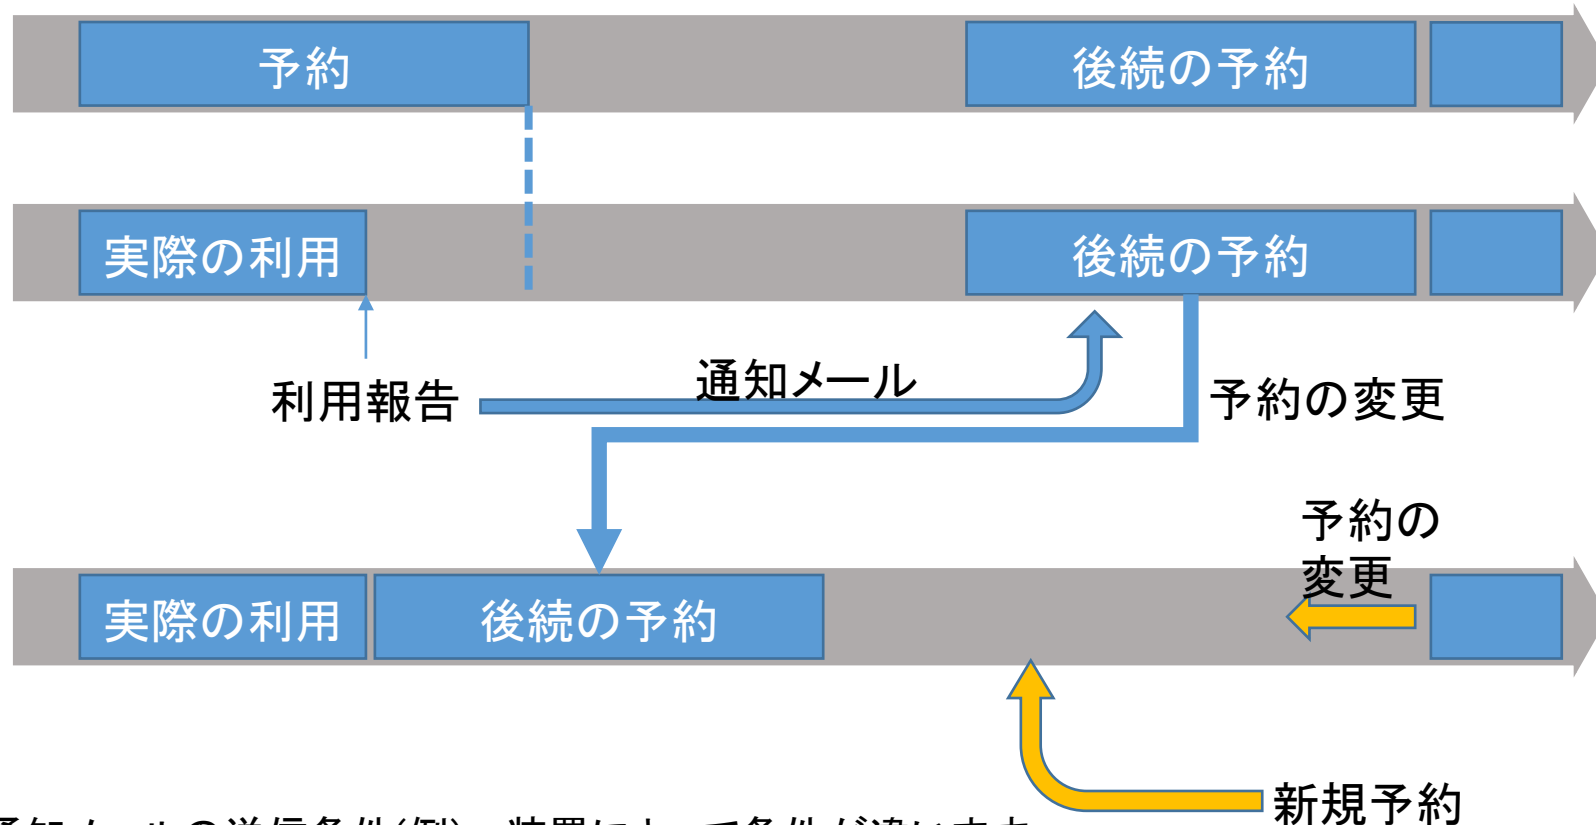 予約
後続の予約
実際の利用
後続の予約
利用報告
通知メール
予約の変更
予約の
変更
実際の利用
後続の予約
新規予約